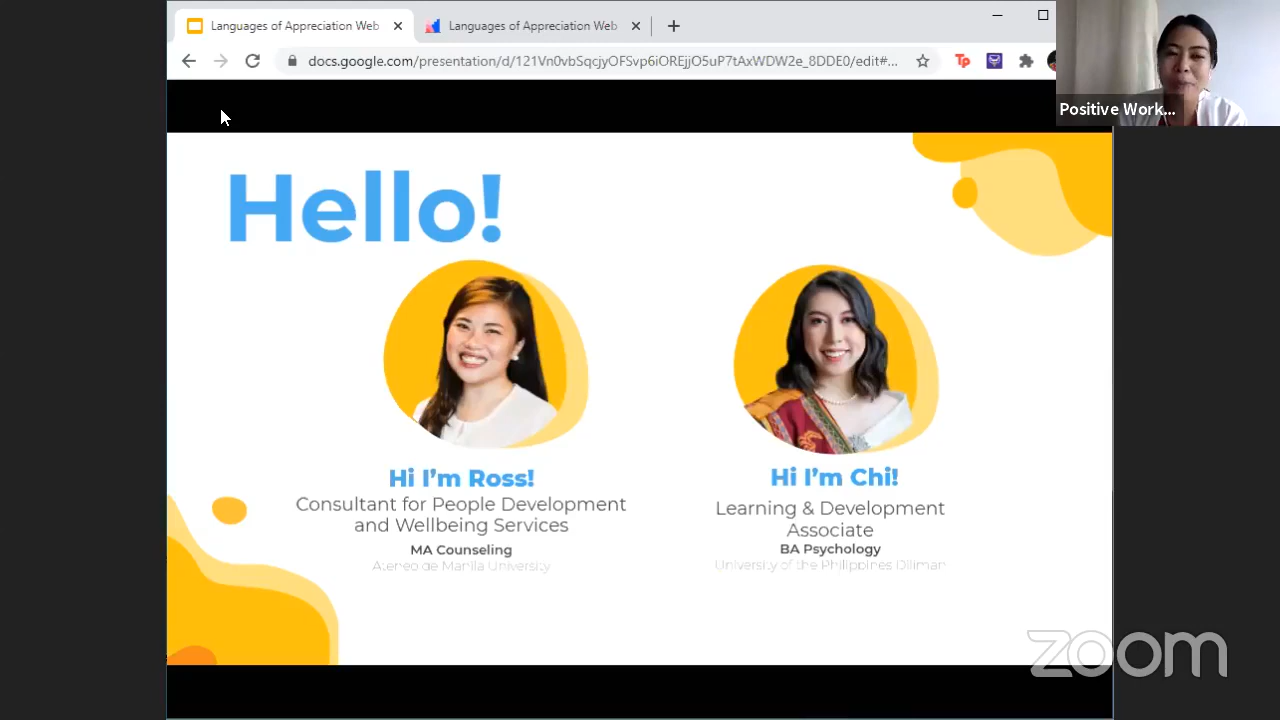 Languages of Appreciation Web
Languages of Appreciation Web
docs.google.com/presentation/d/121Vn0vbSqcjyOFSvp6iOREjjO5uP7tAxWDW2e_8DDE0/edit#...
Positive Work...
Hello!
Hi I'm Ross!
Consultant for People Development
and Wellbeing Services
MA Counseling
Ateneo de Manila University
Hi I'm Chi!
Learning & Development
Associate
BA Psychology
University of the Philippines Diliman
zoom